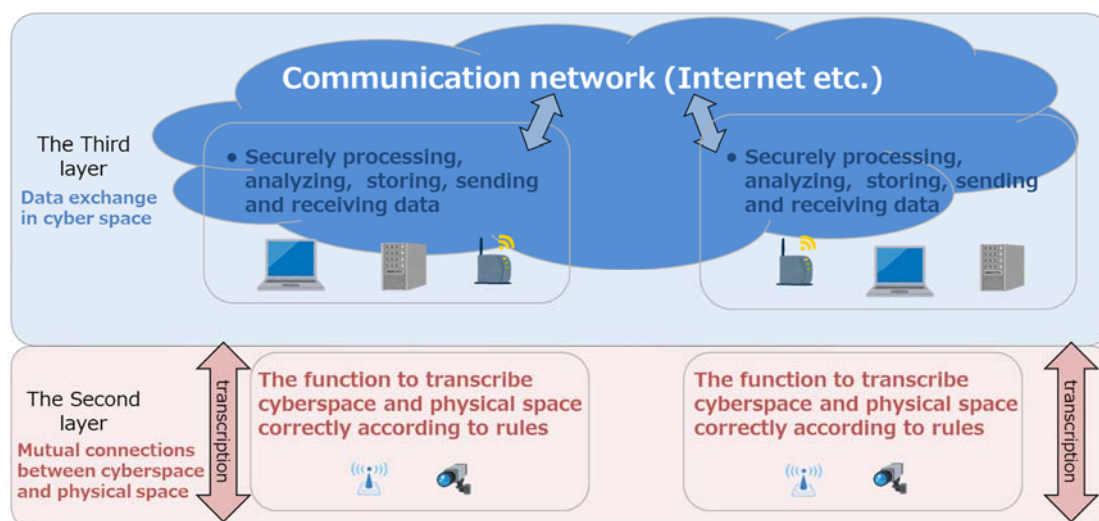 Communication network (Internet etc.)
The Third
layer
Data exchange
in cyber space
• Securely processing,
analyzing, storing, sending
and receiving data
• Securely processing,
analyzing, storing, sending
and receiving data
The Second
layer
Mutual connections
between cyberspace
and physical space
transcription
The function to transcribe
cyberspace and physical space
correctly according to rules
The function to transcribe
cyberspace and physical space
correctly according to rules
transcription